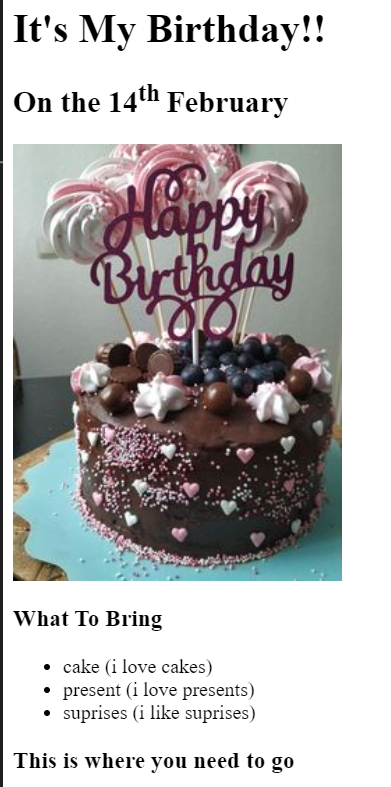 It's My Birthday!!
On the 14th February
Happy
Birthday
What To Bring
• cake (i love cakes)
• present (i love presents)
• suprises (i like suprises)
This is where you need to go